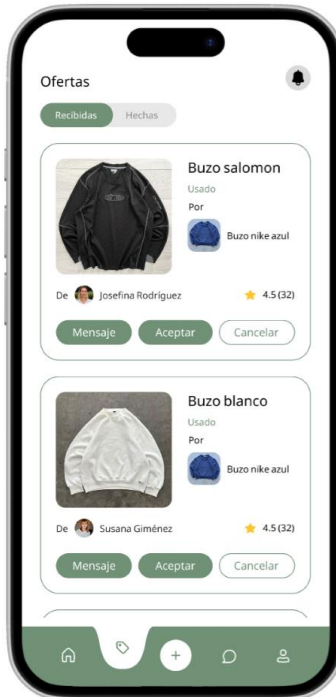 Ofertas
Recibidas Hechas
Buzo salomon
Usado
Por
Buzo nike azul
De Josefina Rodríguez 4.5 (32)
Mensaje Aceptar Cancelar
Buzo blanco
Usado
Por
Buzo nike azul
De Susana Giménez 4.5 (32)
Mensaje Aceptar Cancelar